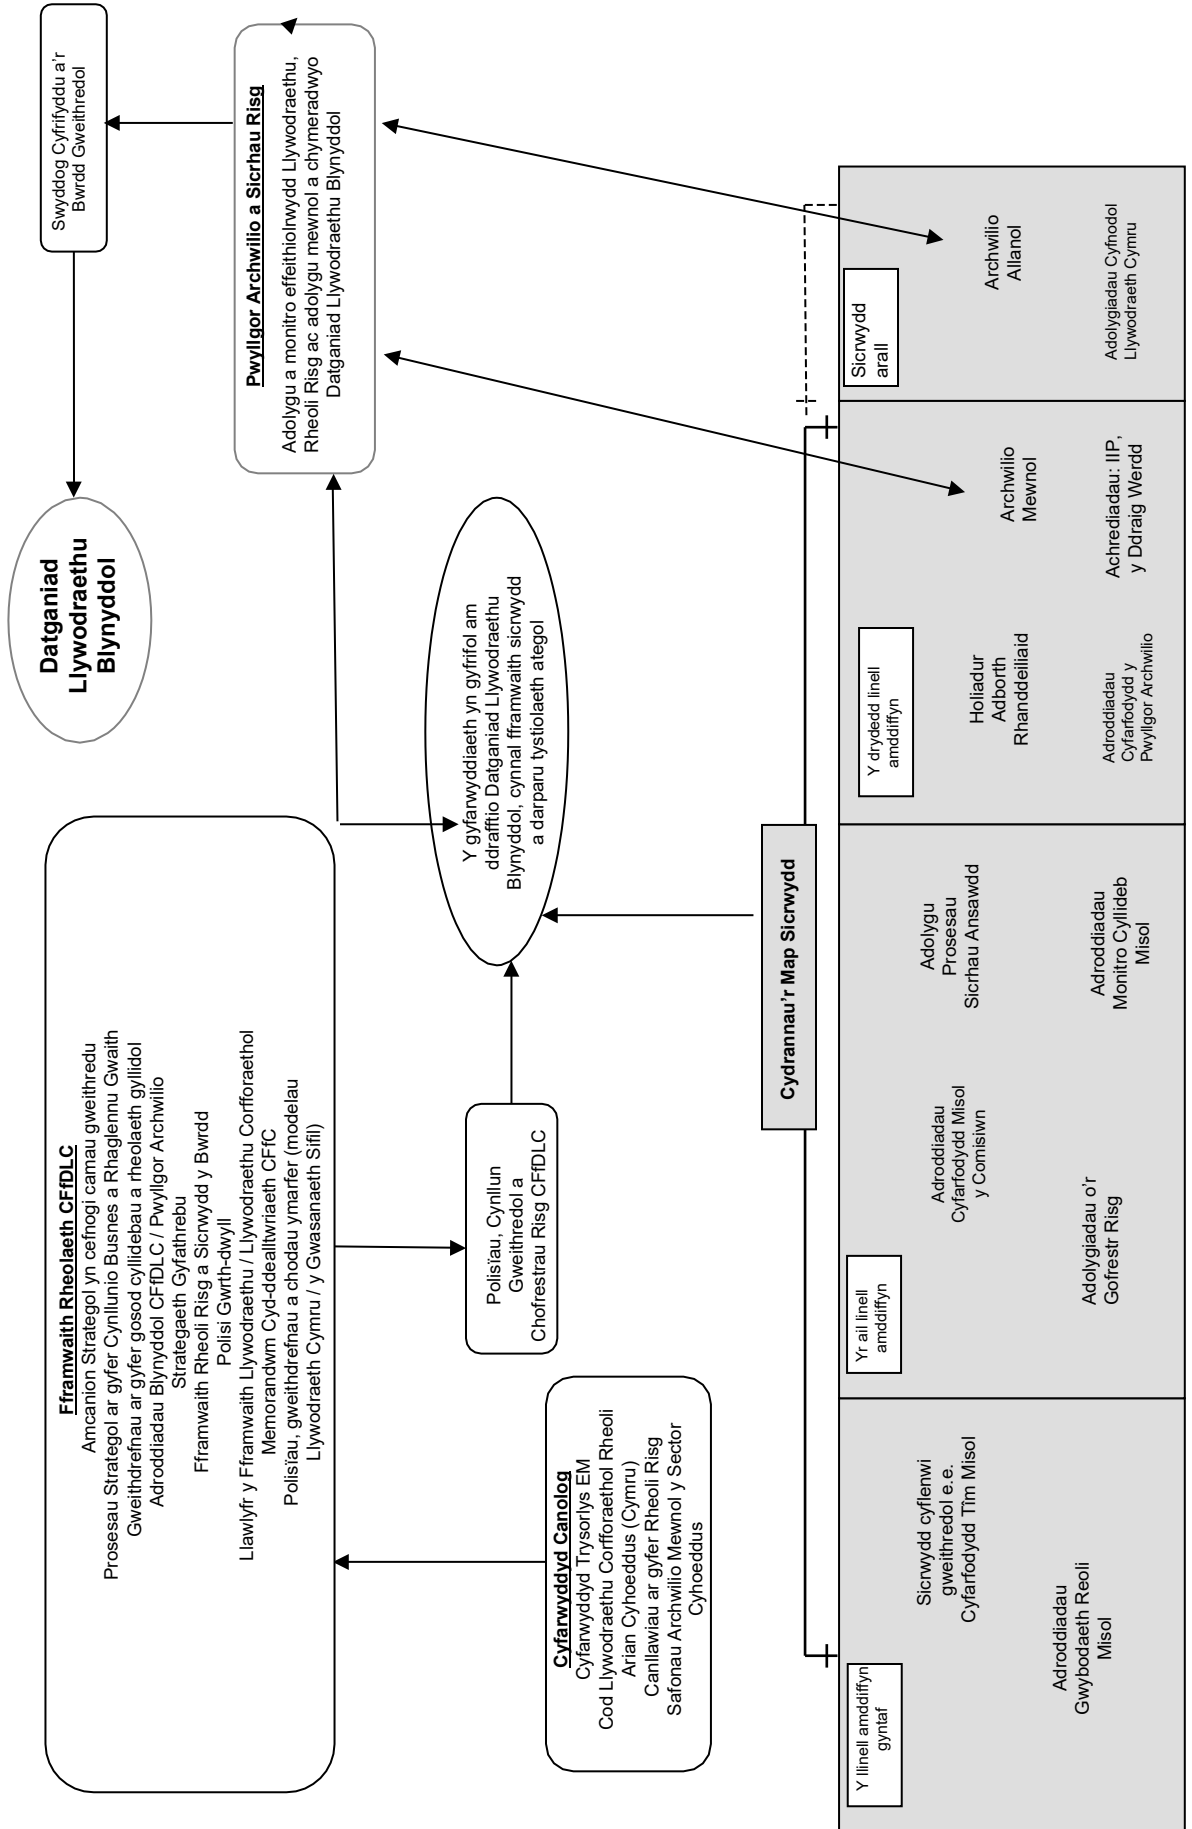 Fframwaith Rheolaeth CFfDLC
Amcanion Strategol yn cefnogi camau gweithredu
Prosesau Strategol ar gyfer Cynllunio Busnes a Rhaglennu Gwaith
Gweithdrefnau ar gyfer gosod cyllidebau a rheolaeth gyllidol
Adroddiadau Blynyddol CFfDLC / Pwyllgor Archwilio
Strategaeth Gyfathrebu
Fframwaith Rheoli Risg a Sicrwydd y Bwrdd
Polisi Gwrth-dwyll
Llawlyfr y Fframwaith Llywodraethu / Llywodraethu Corfforaethol
Memorandwm Cyd-ddealltwriaeth CFfC
Polisïau, gweithdrefnau a chodau ymarfer (modelau
Llywodraeth Cymru / y Gwasanaeth Sifil)
Datganiad
Llywodraethu
Blynyddol
Swyddog Cyfrifyddu a'r
Bwrdd Gweithredol
Pwyllgor Archwilio a Sicrhau Risg
Adolygu a monitro effeithiolrwydd Llywodraethu,
Rheoli Risg ac adolygu mewnol a chymeradwyo
Datganiad Llywodraethu Blynyddol
Cyfarwyddyd Canolog
Cyfarwyddyd Trysorlys EM
Cod Llywodraethu Corfforaethol Rheoli
Arian Cyhoeddus (Cymru)
Canllawiau ar gyfer Rheoli Risg
Safonau Archwilio Mewnol y Sector
Cyhoeddus
Polisïau, Cynllun
Gweithredol a
Chofrestrau Risg CFfDLC
Y gyfarwyddiaeth yn gyfrifol am
ddrafftio Datganiad Llywodraethu
Blynyddol, cynnal fframwaith sicrwydd
a darparu tystiolaeth ategol
Cydrannau'r Map Sicrwydd
Y llinell amddiffyn
gyntaf
Sicrwydd cyflenwi
gweithredol e.e.
Cyfarfodydd Tîm Misol
Adroddiadau
Gwybodaeth Reoli
Misol
Yr ail linell
amddiffyn
Adroddiadau
Cyfarfodydd Misol
y Comisiwn
Adolygu
Prosesau
Sicrhau Ansawdd
Adolygiadau o'r
Gofrestr Risg
Adroddiadau
Monitro Cyllideb
Misol
Y drydedd linell
amddiffyn
Holiadur
Adborth
Rhanddeiliaid
Archwilio
Mewnol
Adroddiadau
Cyfarfodydd y
Pwyllgor Archwilio
Achrediadau: IIP,
y Ddraig Werdd
Sicrwydd
arall
Archwilio
Allanol
Adolygiadau Cyfnodol
Llywodraeth Cymru